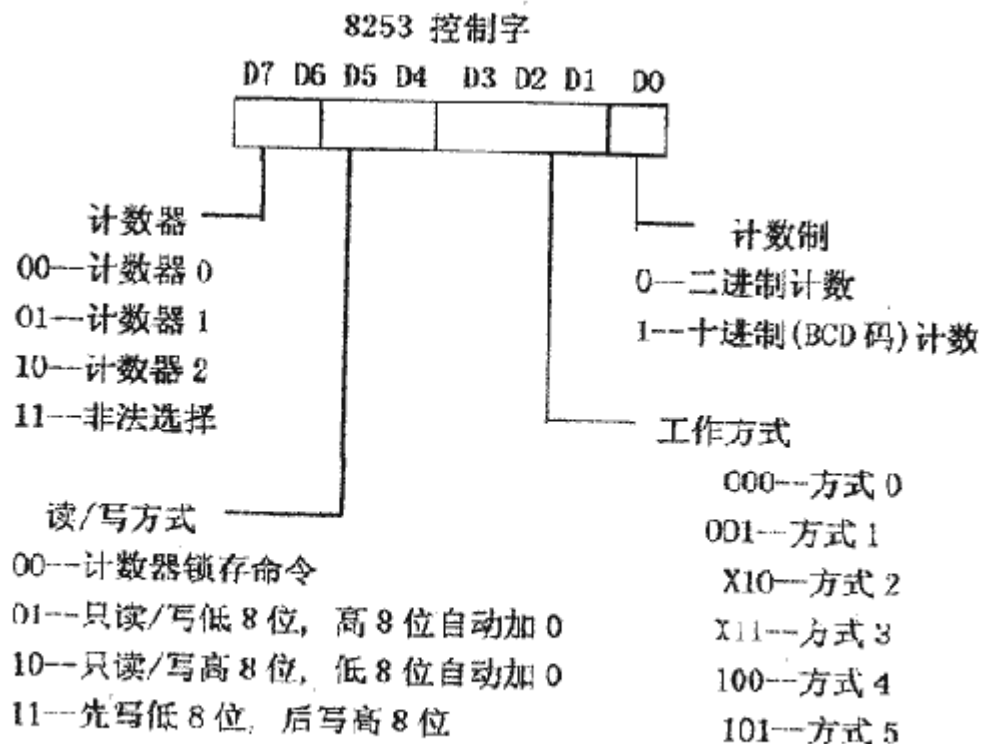 8253 控制字
D7 D6 D5 D4 D3 D2 D1 D0
计数器
00---计数器 0
01--计数器 1
10---计数器 2
11---非法选择
读/写方式
00---计数器锁存命令
01---只读/写低 8 位, 高 8 位自动加 0
10--只读/写高 8 位, 低 8 位自动加 0
11---先写低 8 位, 后写高 8 位
计数制
0---二进制计数
1--十进制(BCD 码)计数
工作方式
000---方式 0
001---方式 1
X10---方式 2
X11---方式 3
100---方式 4
101---方式 5